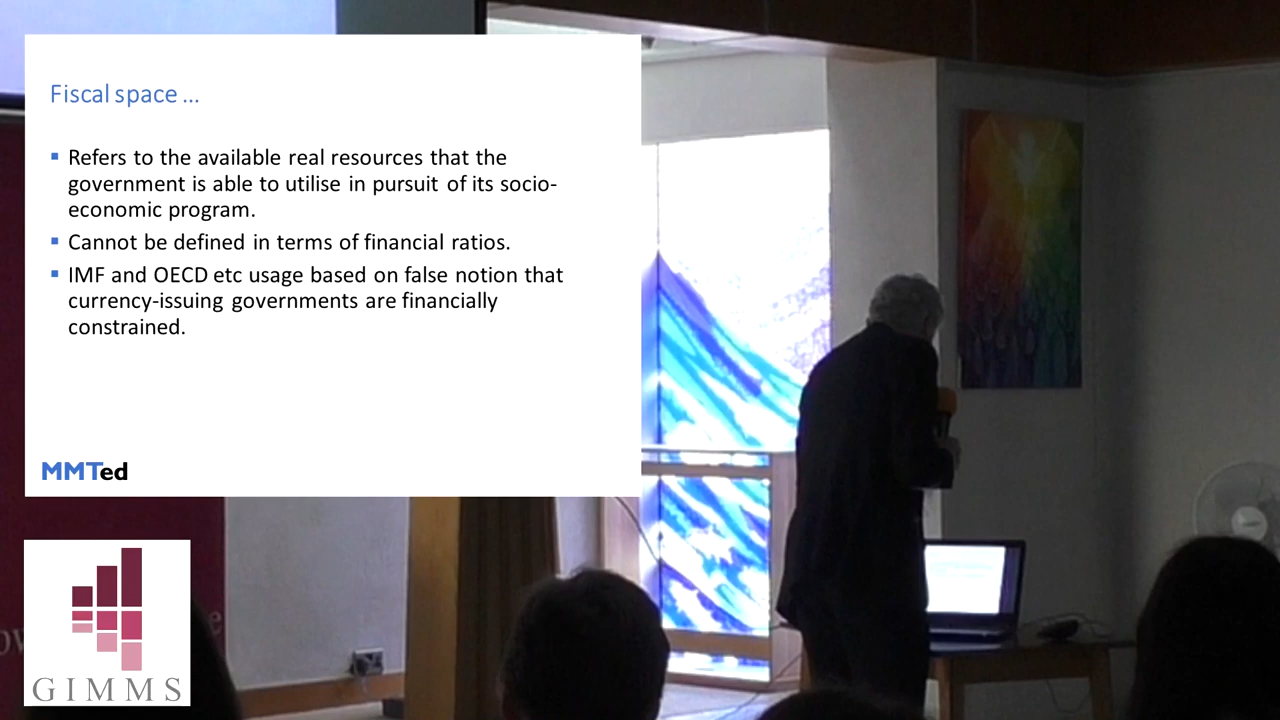 Fiscal space ...
Refers to the available real resources that the
government is able to utilise in pursuit of its socio-
economic program.
Cannot be defined in terms of financial ratios.
IMF and OECD etc usage based on false notion that
currency-issuing governments are financially
constrained.
MMTed
GIMMS